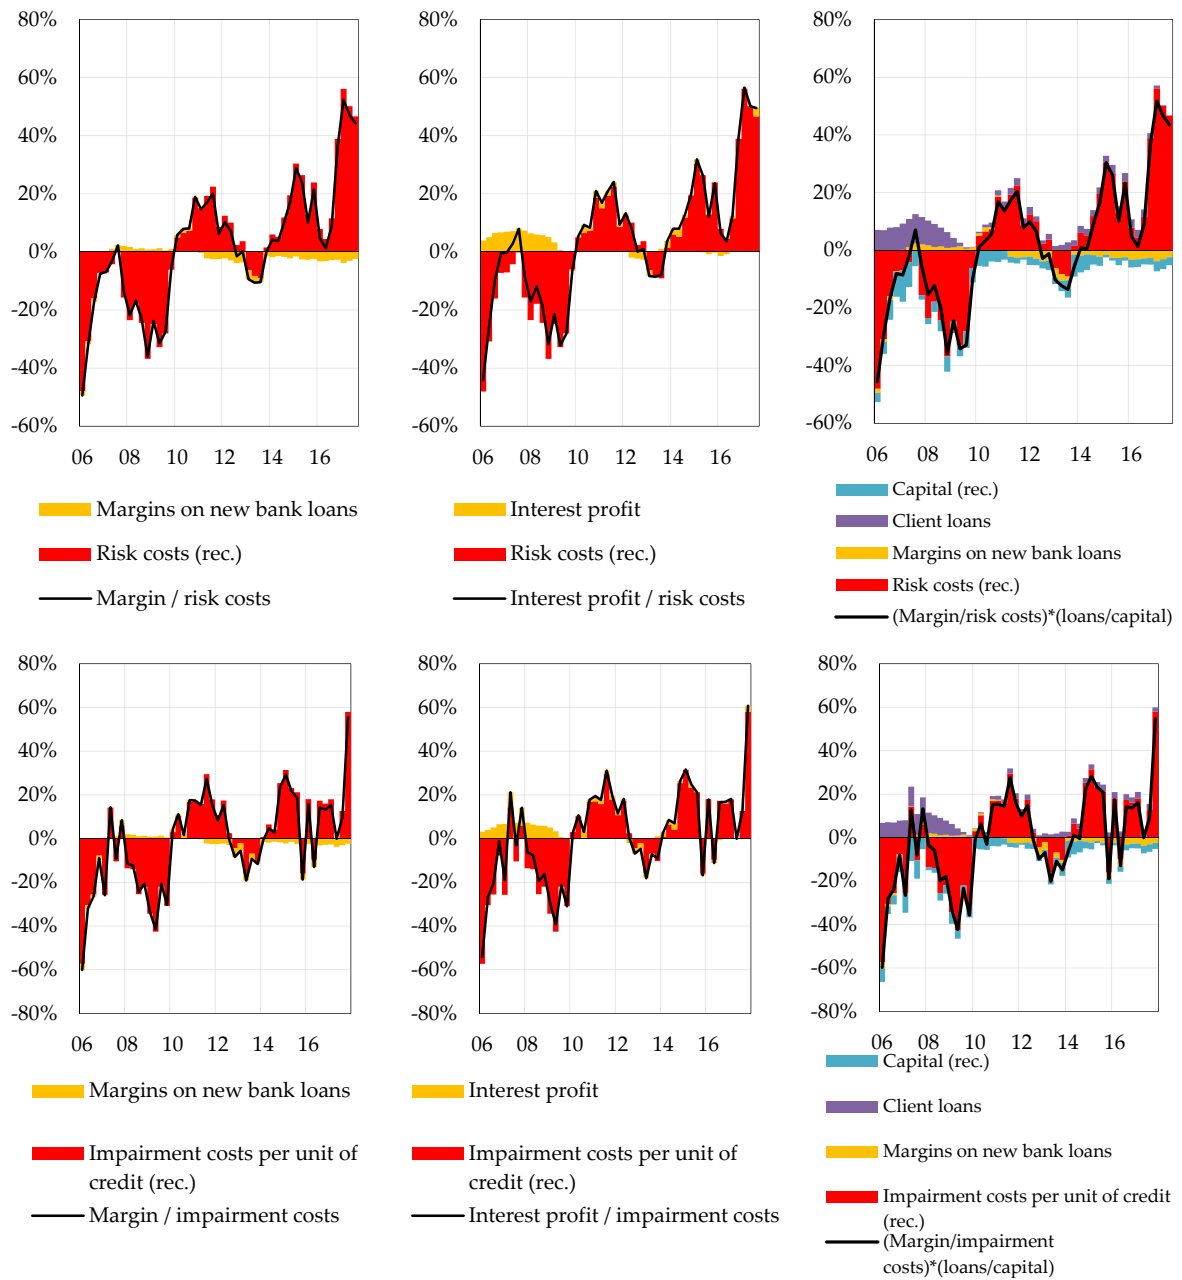 80%
60%
40%
20%
0%
-20%
-40%
-60%
06 08 10 12 14 16
Margins on new bank loans
Risk costs (rec.)
Margin / risk costs
80%
60%
40%
20%
0%
-20%
-40%
-60%
06 08 10 12 14 16
Interest profit
Risk costs (rec.)
Interest profit / risk costs
80%
60%
40%
20%
0%
-20%
-40%
-60%
06 08 10 12 14 16
Capital (rec.)
Client loans
Margins on new bank loans
Risk costs (rec.)
(Margin/risk costs)*(loans/capital)
80%
60%
40%
20%
0%
-20%
-40%
-60%
-80%
06 08 10 12 14 16
Margins on new bank loans
Impairment costs per unit of
credit (rec.)
Margin / impairment costs
80%
60%
40%
20%
0%
-20%
-40%
-60%
-80%
06 08 10 12 14 16
Interest profit
Impairment costs per unit of
credit (rec.)
Interest profit / impairment costs
80%
60%
40%
20%
0%
-20%
-40%
-60%
-80%
06 08 10 12 14 16
Capital (rec.)
Client loans
Margins on new bank loans
Impairment costs per unit of credit
(rec.)
(Margin/impairment
costs)*(loans/capital)